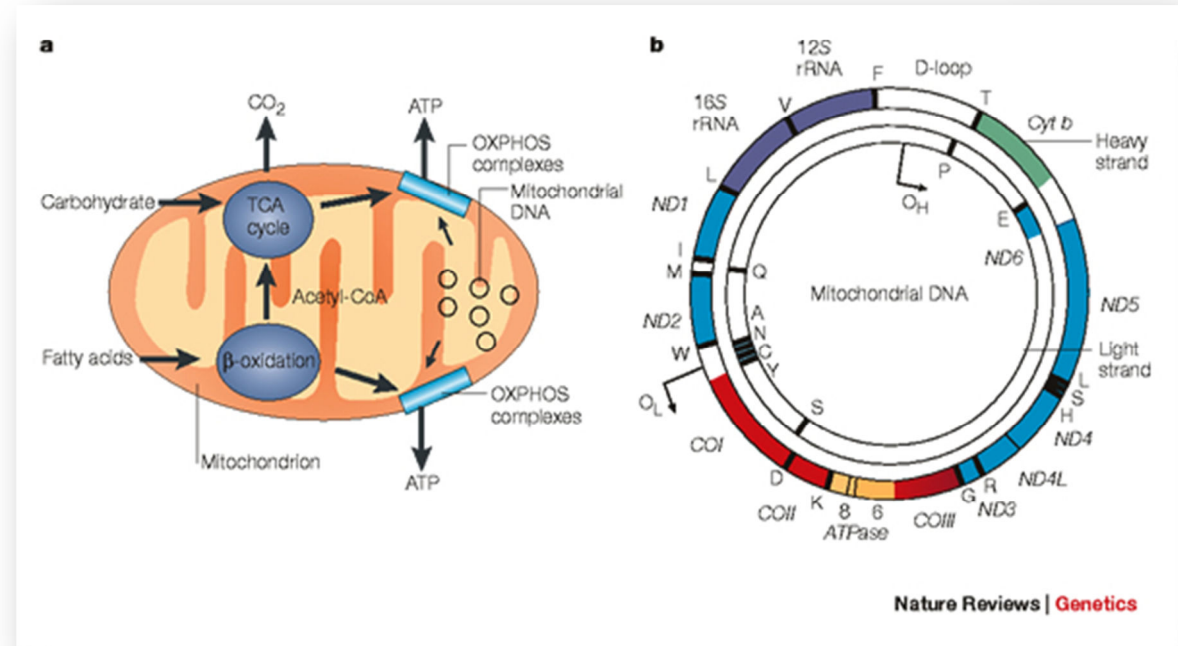 a
CO2
ATP
OXPHOS
complexes
Mitochondrial
DNA
Carbohydrate
TCA
cycle
Acetyl-CoA
Fatty acids
β-oxidation
OXPHOS
complexes
Mitochondrion
ATP
b
12S
rRNA
F
D-loop
T
16S
rRNA
V
Cyt b
Heavy
strand
P
L
OH
ND1
E
ND6
I
M
Q
Mitochondrial DNA
ND5
ND2
A
N
C
Y
W
Light
strand
L
S
H
OL
S
ND4
COI
D
R
ND4L
G
ND3
K
8
6
COII
COIII
ATPase
Nature Reviews | Genetics